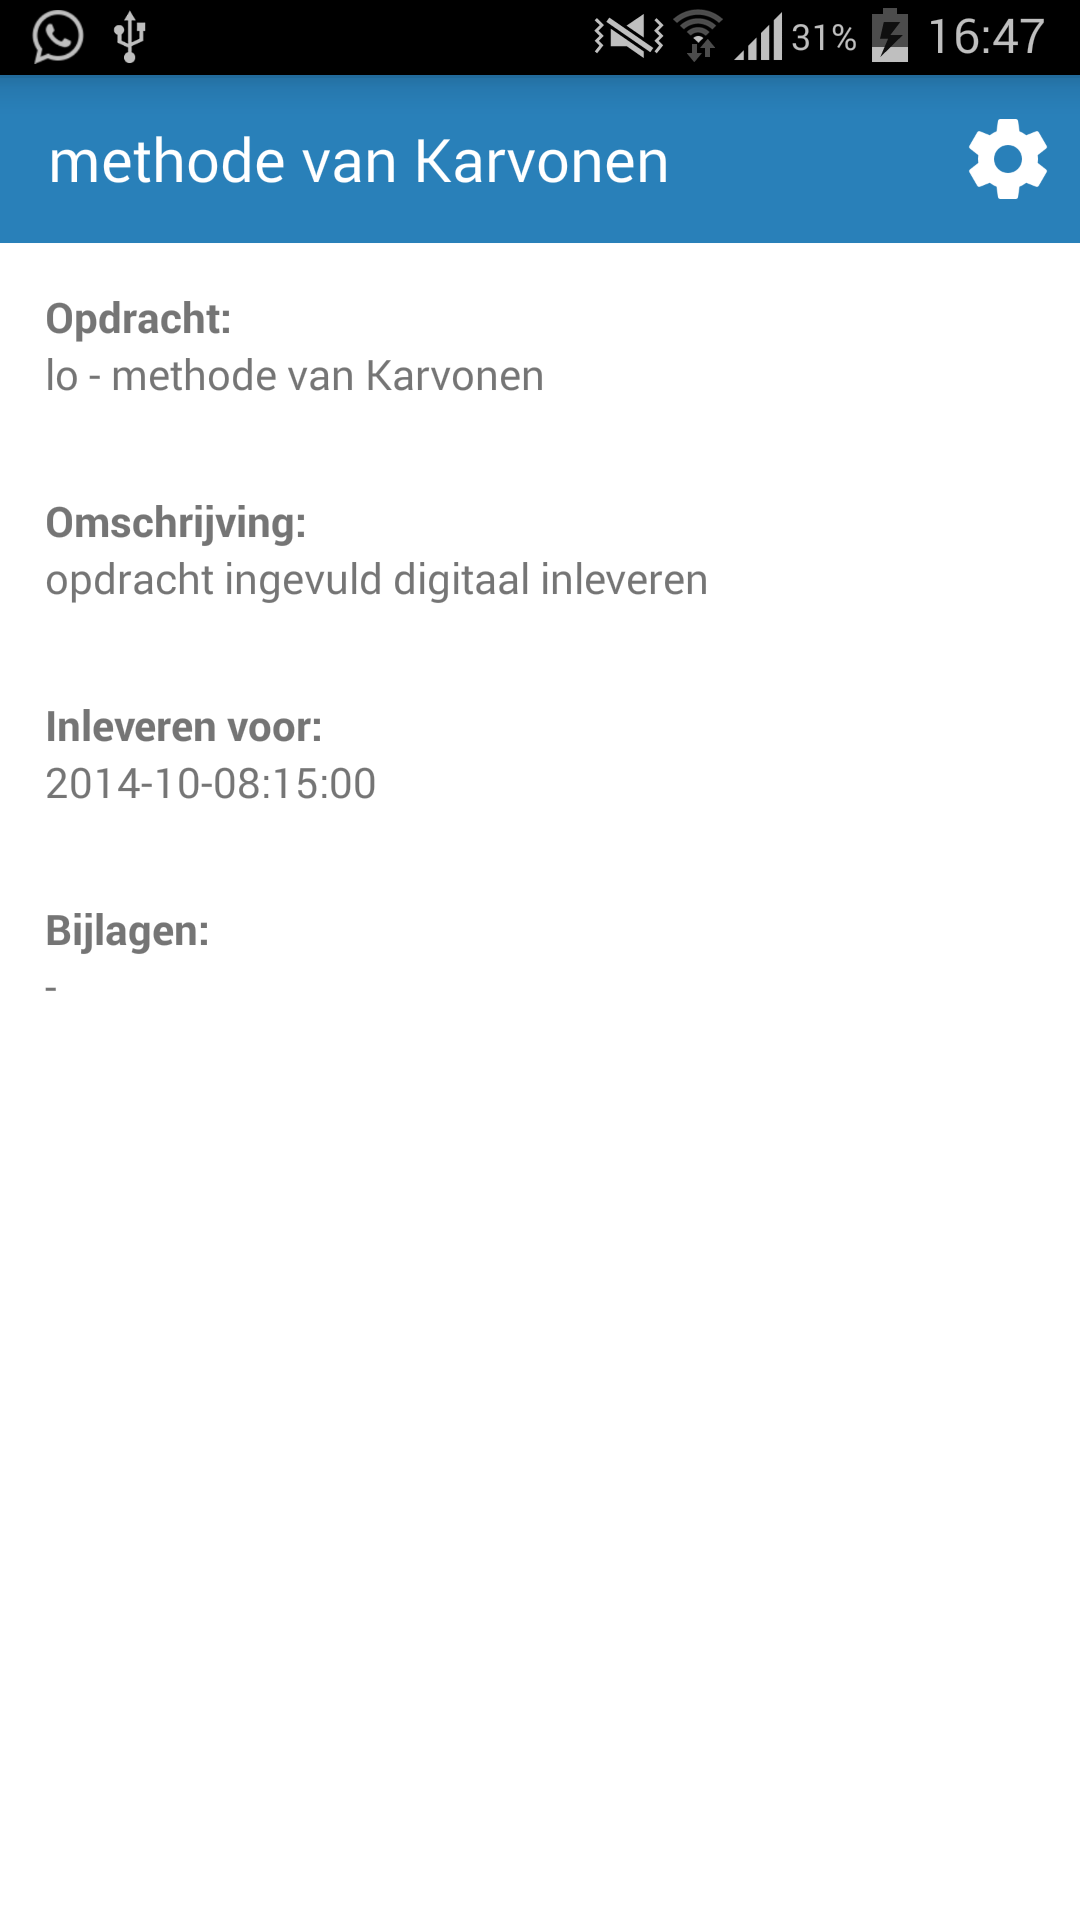 31% 16:47
methode van Karvonen
Opdracht:
lo - methode van Karvonen
Omschrijving:
opdracht ingevuld digitaal inleveren
Inleveren voor:
2014-10-08:15:00
Bijlagen:
-